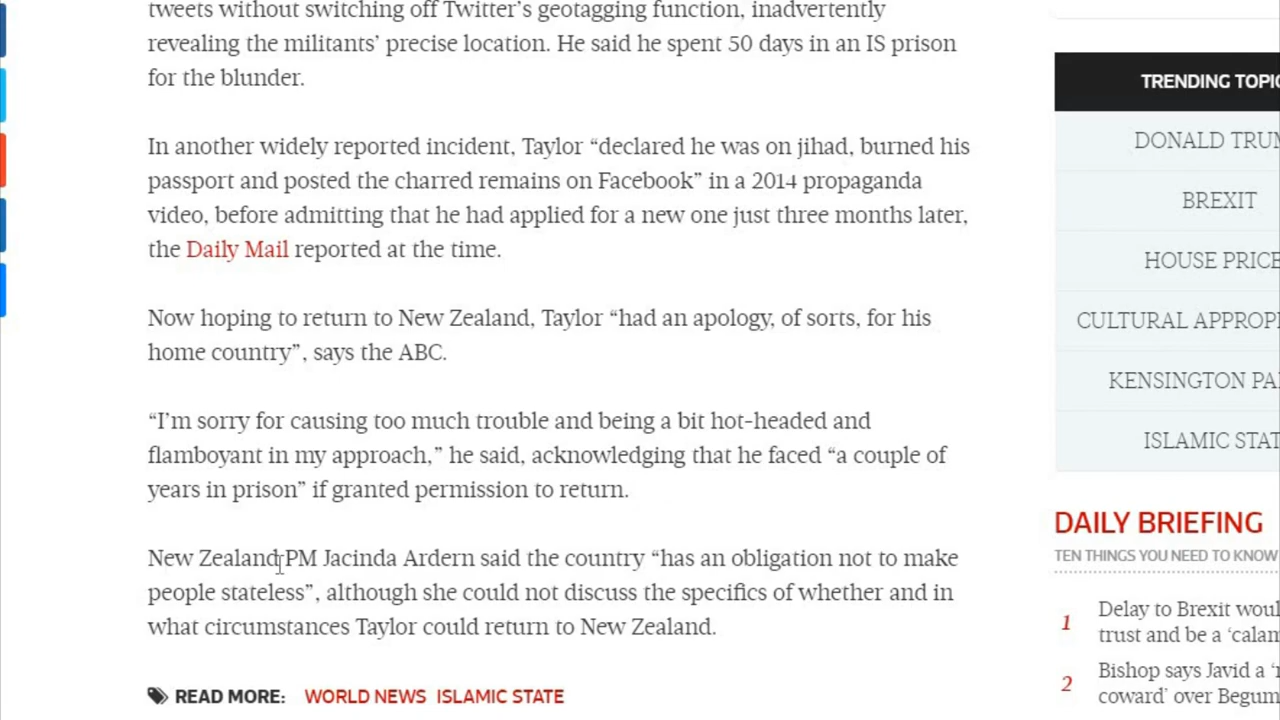 tweets without switching off Twitter’s geotagging function, inadvertently
revealing the militants’ precise location. He said he spent 50 days in an IS prison
for the blunder.
In another widely reported incident, Taylor “declared he was on jihad, burned his
passport and posted the charred remains on Facebook” in a 2014 propaganda
video, before admitting that he had applied for a new one just three months later,
the Daily Mail reported at the time.
Now hoping to return to New Zealand, Taylor “had an apology, of sorts, for his
home country”, says the ABC.
“I’m sorry for causing too much trouble and being a bit hot-headed and
flamboyant in my approach,” he said, acknowledging that he faced “a couple of
years in prison” if granted permission to return.
New Zealand PM Jacinda Ardern said the country “has an obligation not to make
people stateless”, although she could not discuss the specifics of whether and in
what circumstances Taylor could return to New Zealand.
READ MORE: WORLD NEWS ISLAMIC STATE
TRENDING TOPIC
DONALD TRUM
BREXIT
HOUSE PRICE
CULTURAL APPROP
KENSINGTON PA
ISLAMIC STAT
DAILY BRIEFING
TEN THINGS YOU NEED TO KNOW
1 Delay to Brexit woul
trust and be a ‘calam
2 Bishop says Javid a ‘
coward’ over Begum